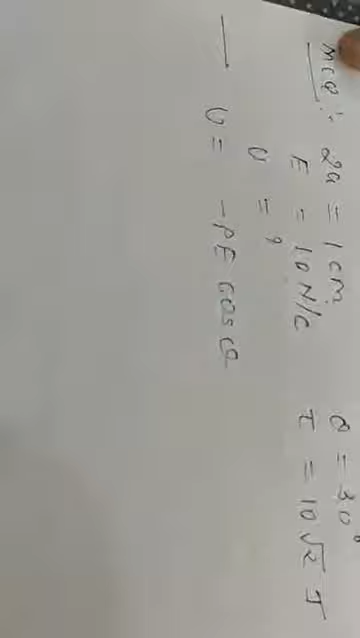 MCQ :- 2a = 1 cm θ = 30°
E = 10 N/C τ = 10√2 J
U = ?
U = -PE cos θ